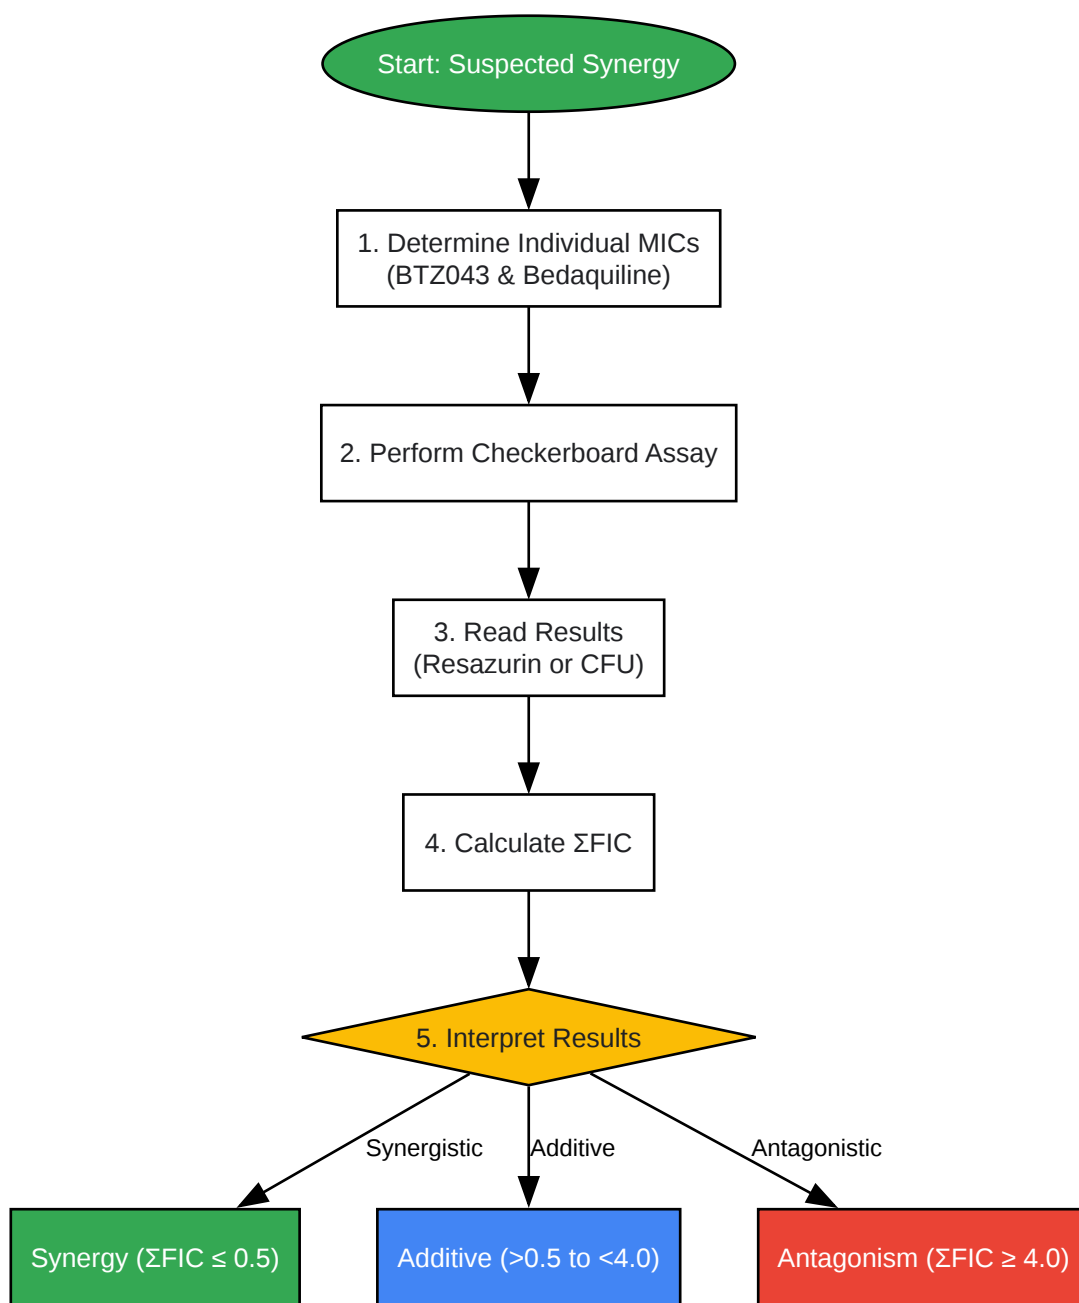 Start: Suspected Synergy
1. Determine Individual MICs
(BTZ043 & Bedaquiline)
2. Perform Checkerboard Assay
3. Read Results
(Resazurin or CFU)
4. Calculate ΣFIC
5. Interpret Results
Synergistic
Additive
Antagonistic
Synergy (ΣFIC ≤ 0.5)
Additive (>0.5 to <4.0)
Antagonism (ΣFIC ≥ 4.0)